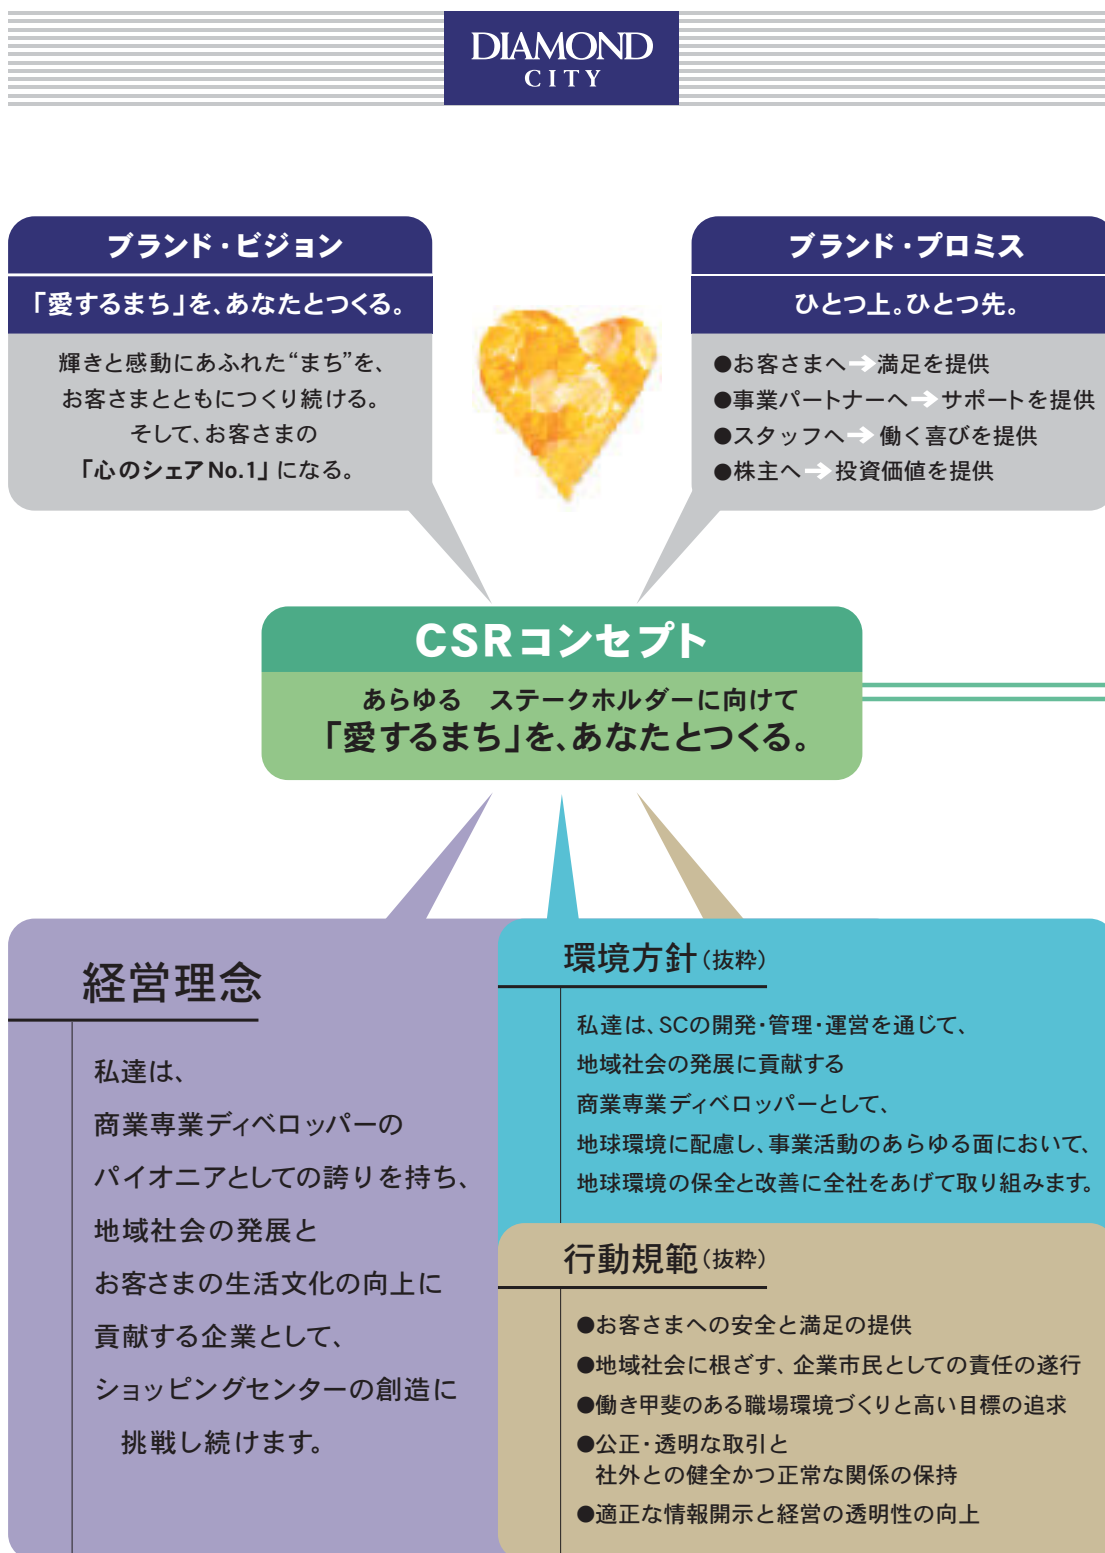 DIAMOND
CITY
ブランド・ビジョン
「愛するまち」を、あなたとつくる。
輝きと感動にあふれた“まち”を、
お客さまとともにつくり続ける。
そして、お客さまの
「心のシェアNo.1」になる。
ブランド・プロミス
ひとつ上。ひとつ先。
●お客さまへ➔満足を提供
●事業パートナーへ➔サポートを提供
●スタッフへ➔働く喜びを提供
●株主へ➔投資価値を提供
CSRコンセプト
あらゆる　ステークホルダーに向けて
「愛するまち」を、あなたとつくる。
経営理念
私達は、
商業専業ディベロッパーの
パイオニアとしての誇りを持ち、
地域社会の発展と
お客さまの生活文化の向上に
貢献する企業として、
ショッピングセンターの創造に
挑戦し続けます。
環境方針（抜粋）
私達は、SCの開発・管理・運営を通じて、
地域社会の発展に貢献する
商業専業ディベロッパーとして、
地球環境に配慮し、事業活動のあらゆる面において、
地球環境の保全と改善に全社をあげて取り組みます。
行動規範（抜粋）
●お客さまへの安全と満足の提供
●地域社会に根ざす、企業市民としての責任の遂行
●働き甲斐のある職場環境づくりと高い目標の追求
●公正・透明な取引と
社外との健全かつ正常な関係の保持
●適正な情報開示と経営の透明性の向上